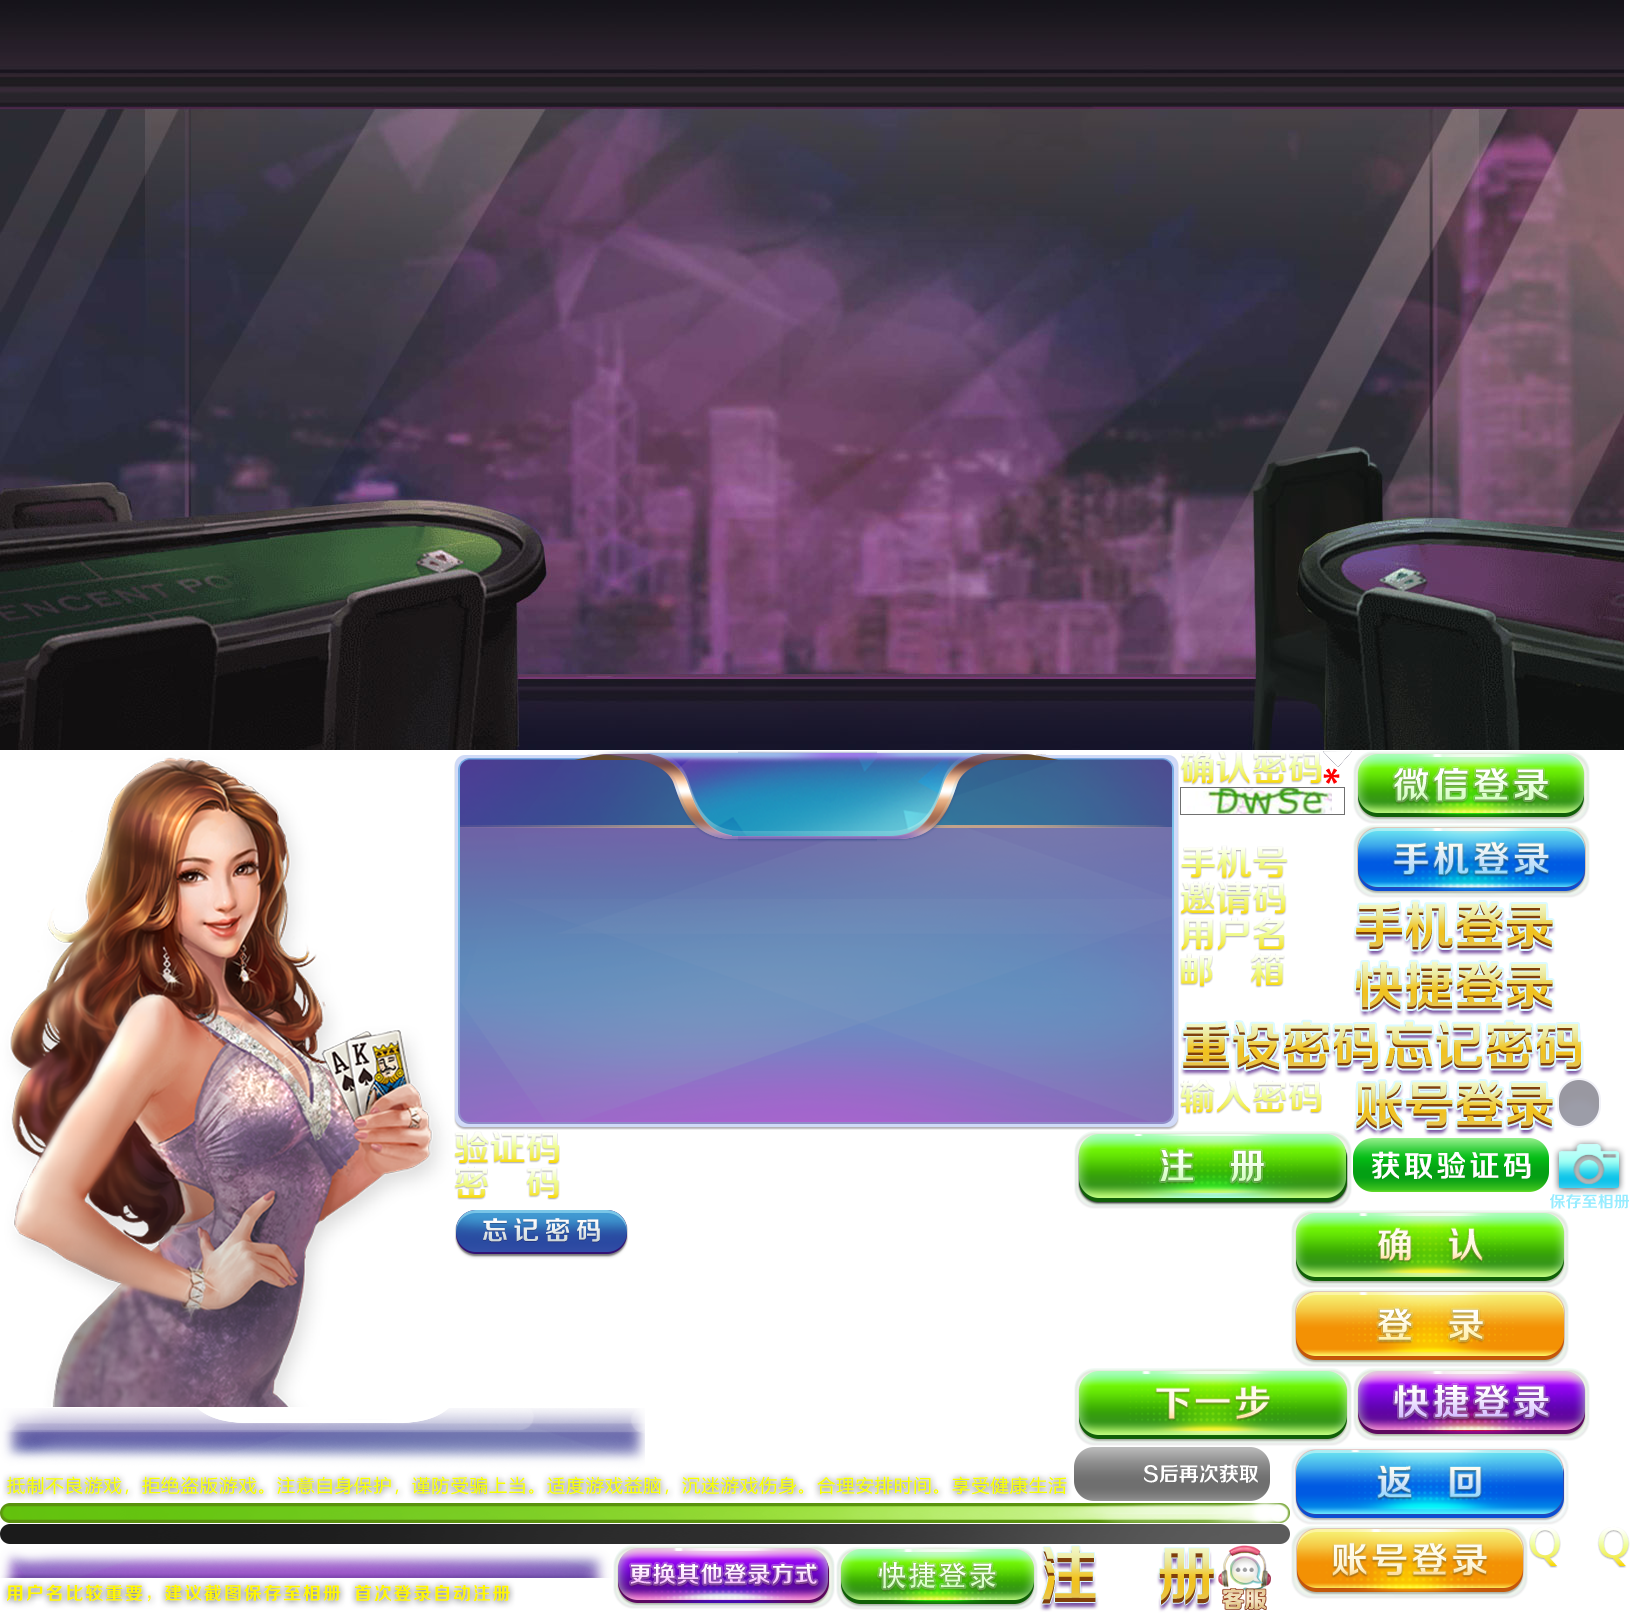 ENCENT PO
确认密码*
微信登录
DwSe
手机号
手机登录
邀请码
用户名
手机登录
邮 箱
快捷登录
重设密码
忘记密码
A K
输入密码
账号登录
验证码
注 册
获取验证码
密 码
保存至相册
忘记密码
确 认
登 录
下一步
快捷登录
S后再次获取
返 回
抵制不良游戏，拒绝盗版游戏。注意自身保护，谨防受骗上当。适度游戏益脑，沉迷游戏伤身。合理安排时间，享受健康生活
更换其他登录方式
快捷登录
注 册
客服
账号登录
Q Q
用户名比较重要，建议截图保存至相册 首次登录自动注册